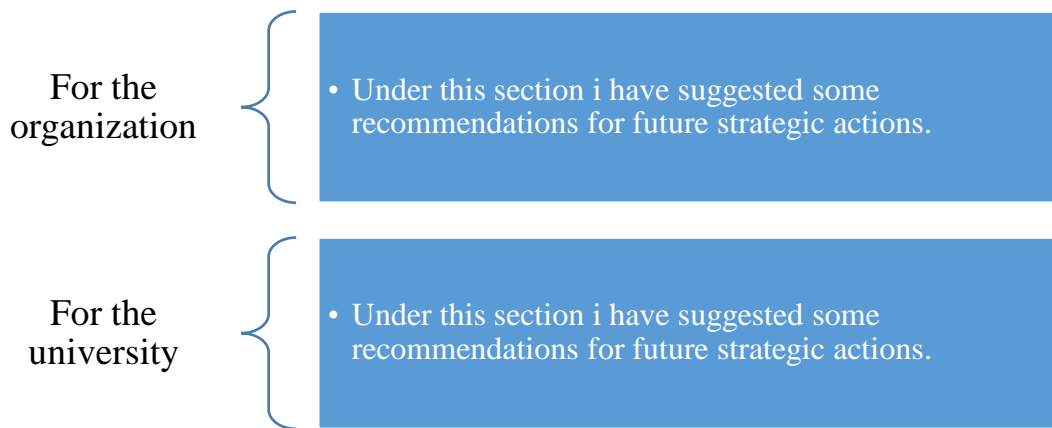 For the
organization
• Under this section i have suggested some
recommendations for future strategic actions.
For the
university
• Under this section i have suggested some
recommendations for future strategic actions.